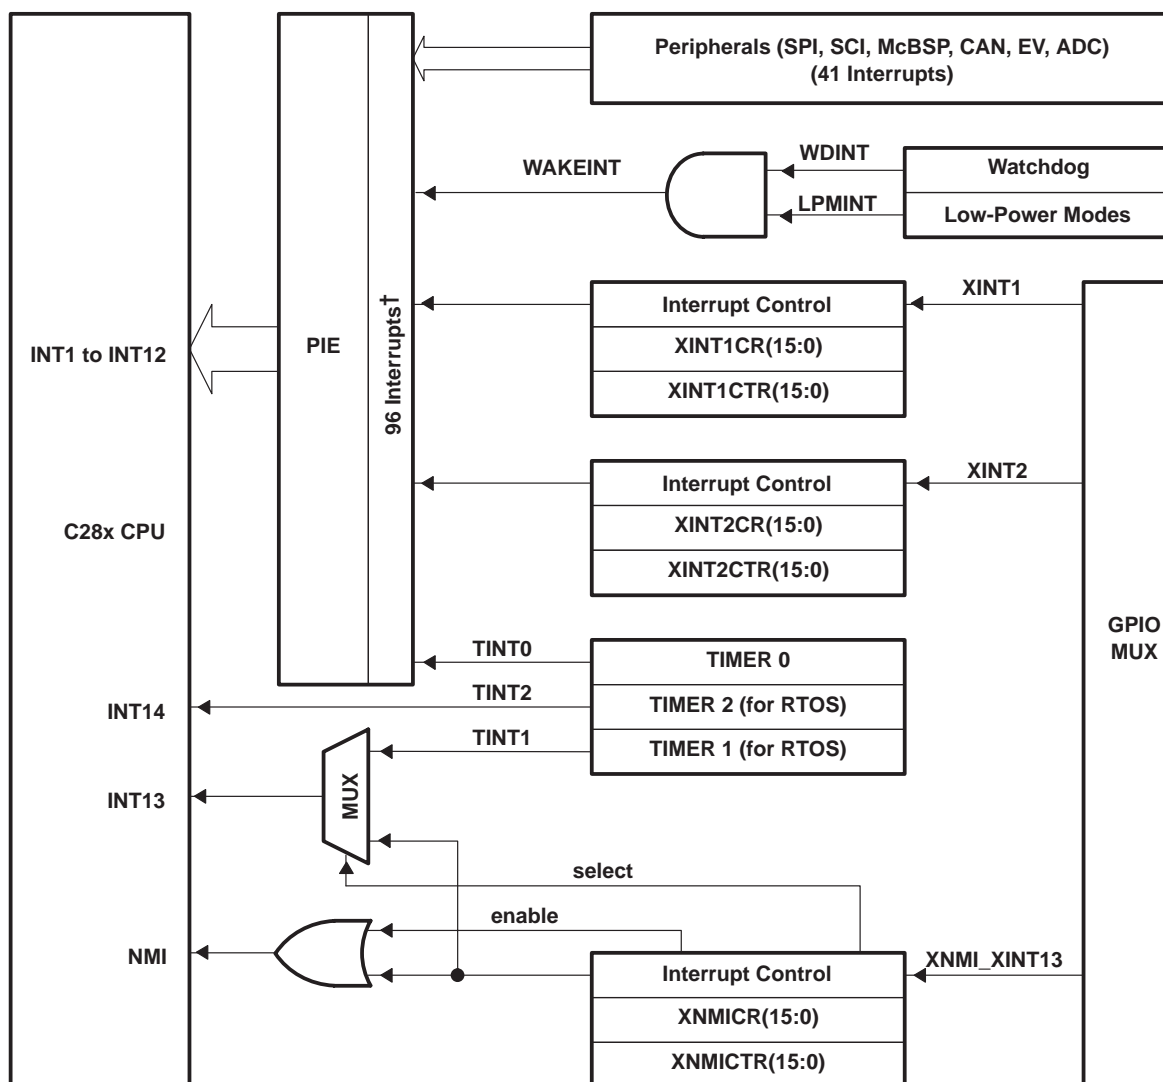 Peripherals (SPI, SCI, McBSP, CAN, EV, ADC)
(41 Interrupts)
WDINT
WAKEINT
Watchdog
LPMINT
Low-Power Modes
XINT1
Interrupt Control
INT1 to INT12
PIE
96 Interrupts†
XINT1CR(15:0)
XINT1CTR(15:0)
XINT2
Interrupt Control
C28x CPU
XINT2CR(15:0)
XINT2CTR(15:0)
GPIO
MUX
TINT0
TIMER 0
TINT2
INT14
TIMER 2 (for RTOS)
TINT1
TIMER 1 (for RTOS)
INT13
MUX
select
enable
NMI
XNMI_XINT13
Interrupt Control
XNMICR(15:0)
XNMICTR(15:0)